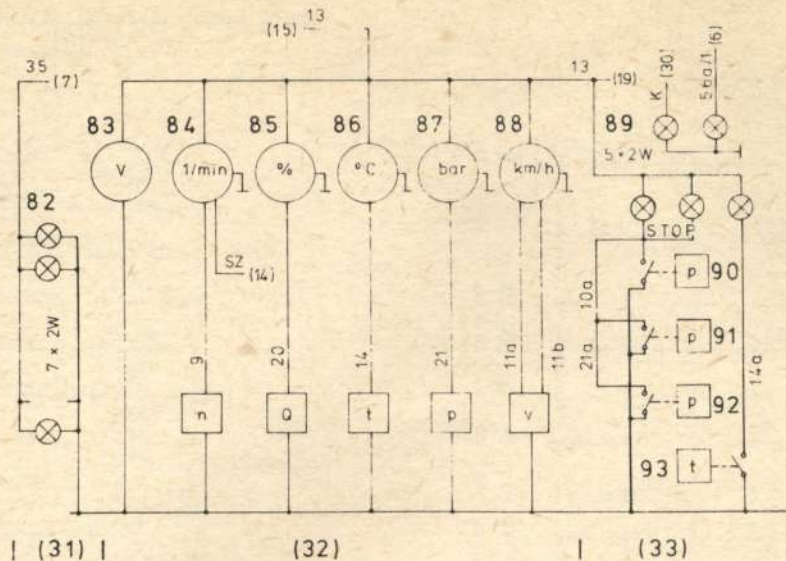 13
(15)
35
(7)
13
(19)
K
(30)
56a/1
(6)
83
84
85
86
87
88
89
V
1/min
%
°C
bar
km/h
5 × 2W
82
STOP
SZ
(14)
p
90
10a
7 × 2W
p
91
9
20
14
21
11a
11b
21a
14a
n
Q
t
p
v
p
92
93
t
(31)
(32)
(33)